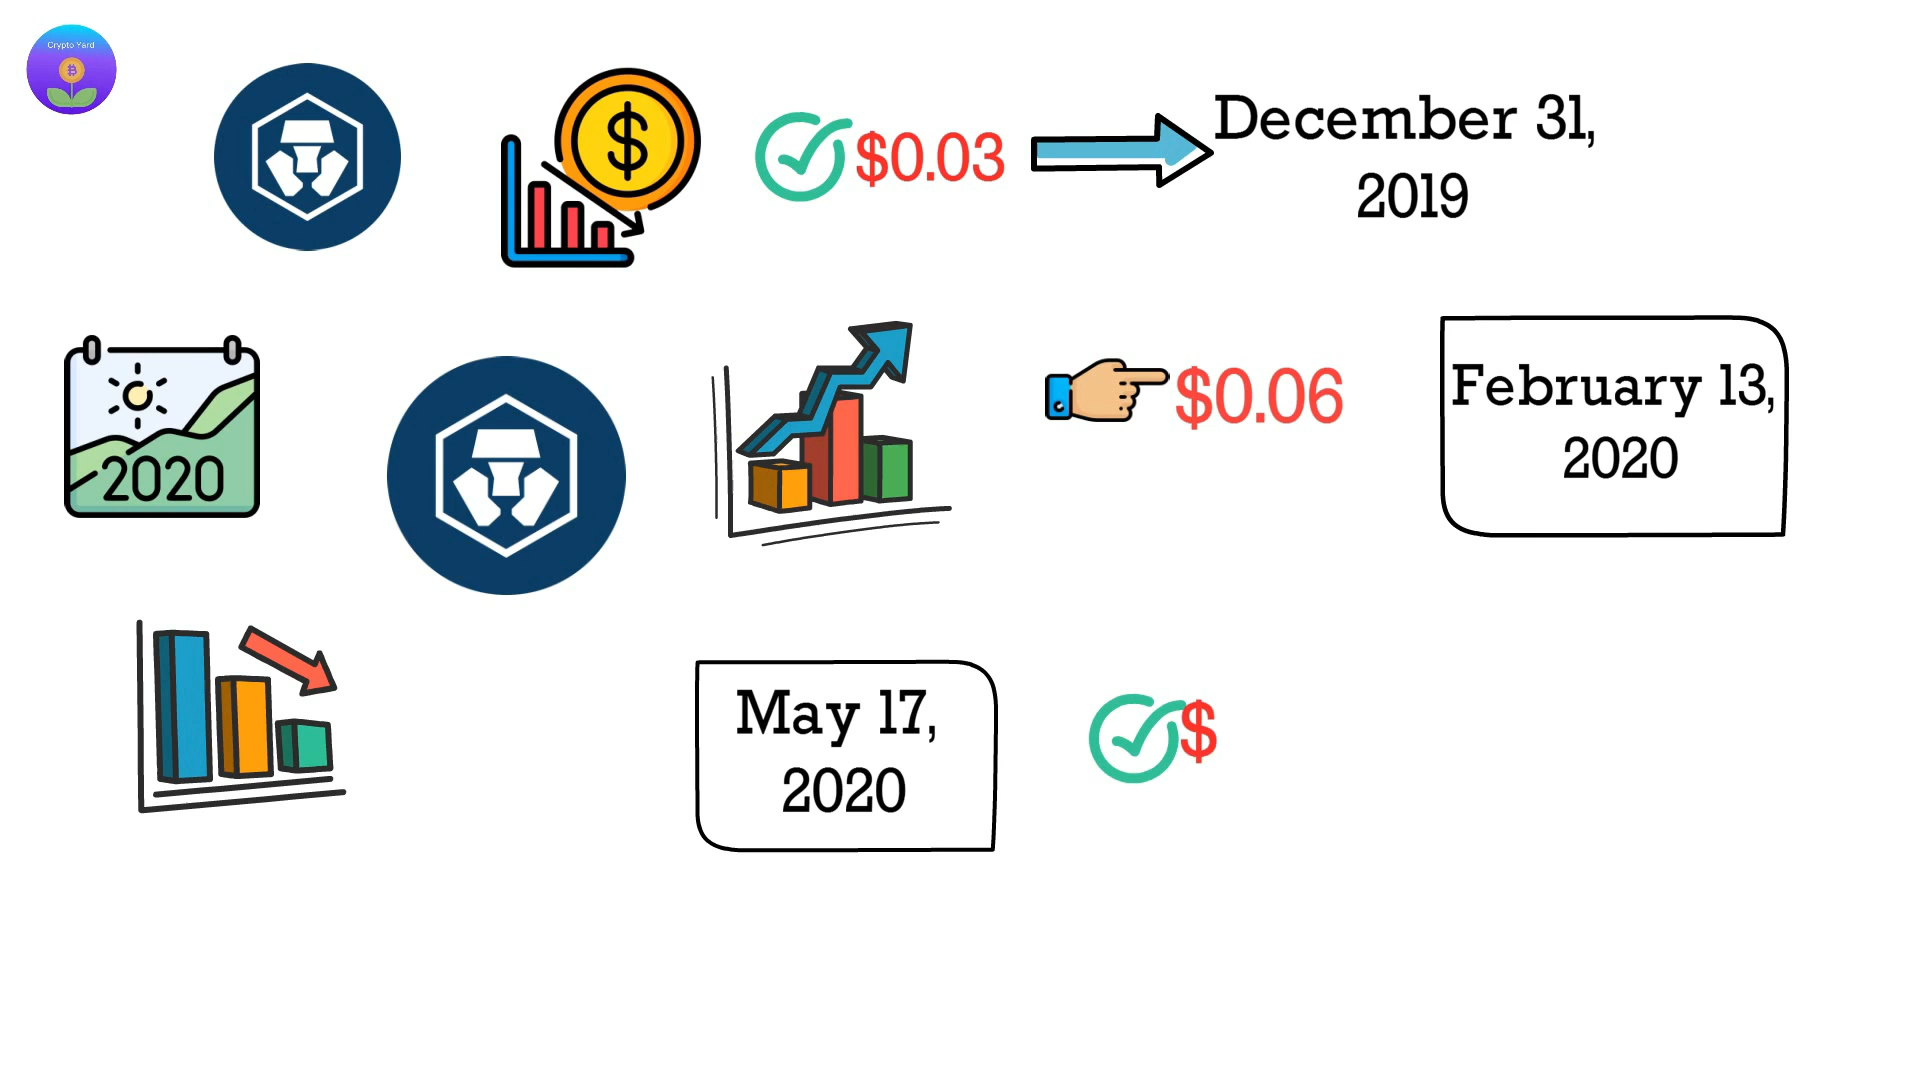 Crypto Yard
$0.03
December 31,
2019
2020
$0.06
February 13,
2020
May 17,
2020
$